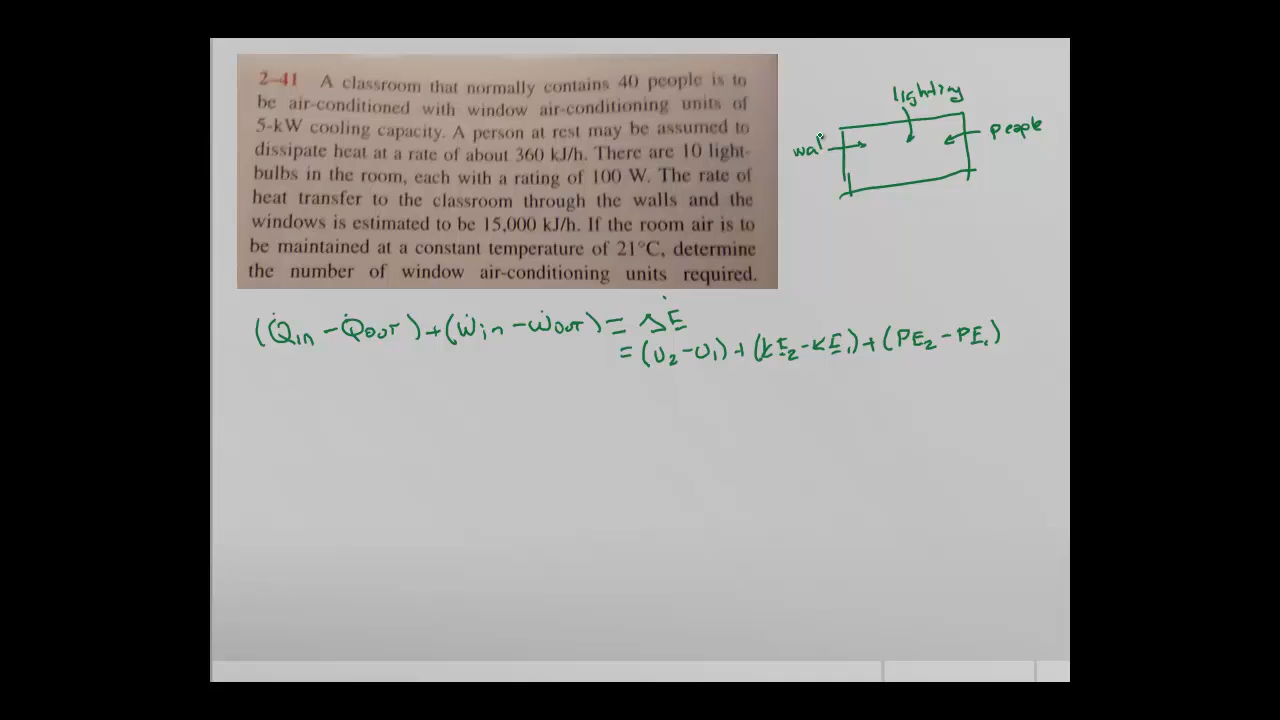 2–41 A classroom that normally contains 40 people is to
be air-conditioned with window air-conditioning units of
5-kW cooling capacity. A person at rest may be assumed to
dissipate heat at a rate of about 360 kJ/h. There are 10 light-
bulbs in the room, each with a rating of 100 W. The rate of
heat transfer to the classroom through the walls and the
windows is estimated to be 15,000 kJ/h. If the room air is to
be maintained at a constant temperature of 21°C, determine
the number of window air-conditioning units required.
lighting
wal
people
(Q̇in – Q̇out) + (Ẇin – Ẇout) = ΔĖ
= (U₂ – U₁) + (KE₂ – KE₁) + (PE₂ – PE₁)